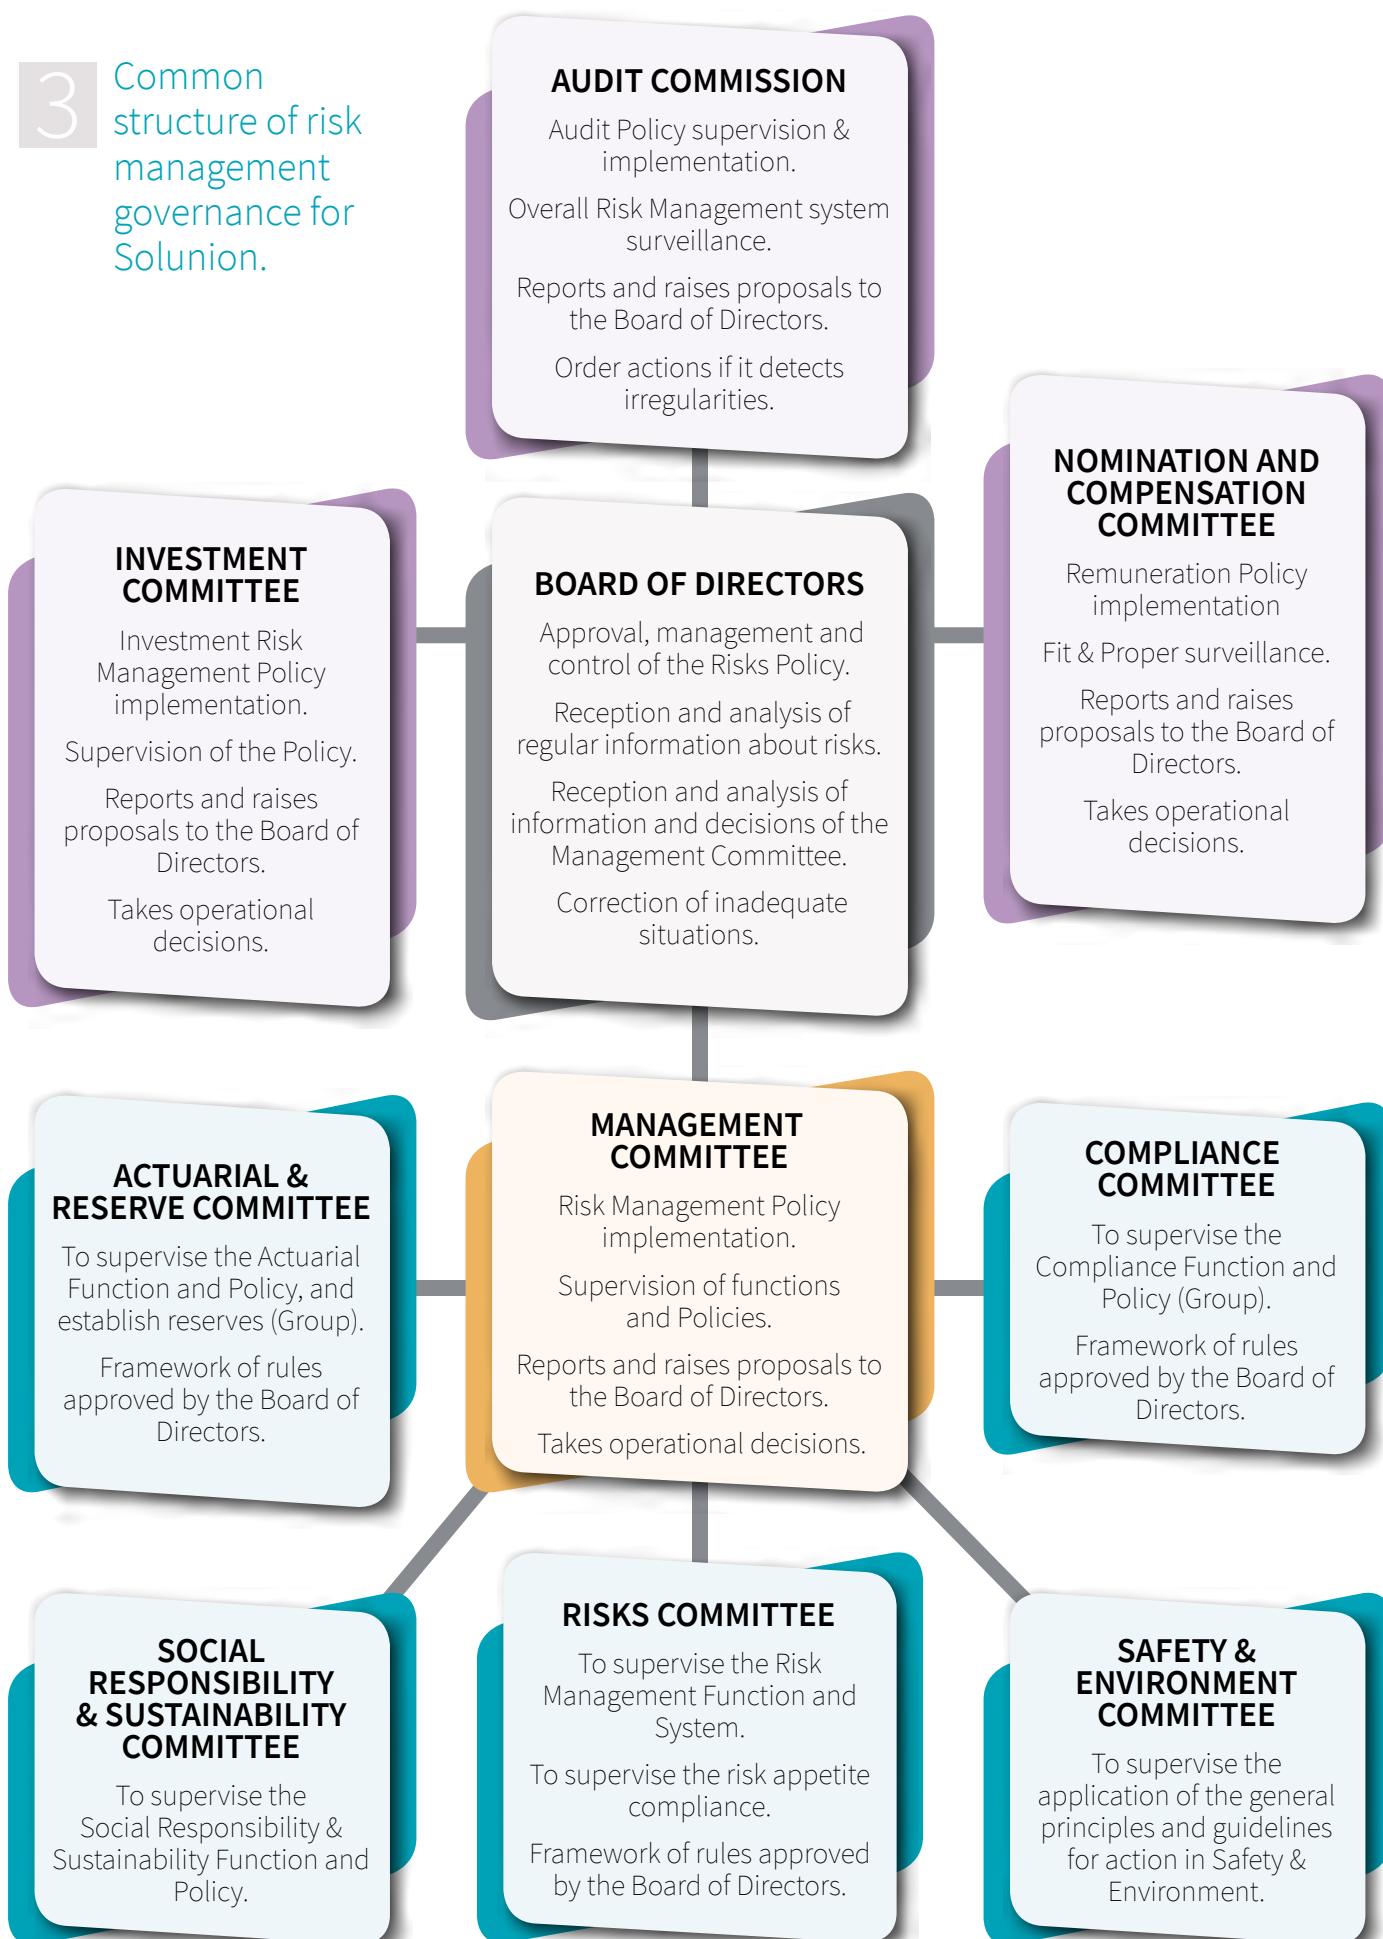 3
Common
structure of risk
management
governance for
Solunion.
AUDIT COMMISSION
Audit Policy supervision &
implementation.
Overall Risk Management system
surveillance.
Reports and raises proposals to
the Board of Directors.
Order actions if it detects
irregularities.
INVESTMENT
COMMITTEE
Investment Risk
Management Policy
implementation.
Supervision of the Policy.
Reports and raises
proposals to the Board of
Directors.
Takes operational
decisions.
BOARD OF DIRECTORS
Approval, management and
control of the Risks Policy.
Reception and analysis of
regular information about risks.
Reception and analysis of
information and decisions of the
Management Committee.
Correction of inadequate
situations.
NOMINATION AND
COMPENSATION
COMMITTEE
Remuneration Policy
implementation
Fit & Proper surveillance.
Reports and raises
proposals to the Board of
Directors.
Takes operational
decisions.
ACTUARIAL &
RESERVE COMMITTEE
To supervise the Actuarial
Function and Policy, and
establish reserves (Group).
Framework of rules
approved by the Board of
Directors.
MANAGEMENT
COMMITTEE
Risk Management Policy
implementation.
Supervision of functions
and Policies.
Reports and raises proposals to
the Board of Directors.
Takes operational decisions.
COMPLIANCE
COMMITTEE
To supervise the
Compliance Function and
Policy (Group).
Framework of rules
approved by the Board of
Directors.
SOCIAL
RESPONSIBILITY
& SUSTAINABILITY
COMMITTEE
To supervise the
Social Responsibility &
Sustainability Function and
Policy.
RISKS COMMITTEE
To supervise the Risk
Management Function and
System.
To supervise the risk appetite
compliance.
Framework of rules approved
by the Board of Directors.
SAFETY &
ENVIRONMENT
COMMITTEE
To supervise the
application of the general
principles and guidelines
for action in Safety &
Environment.